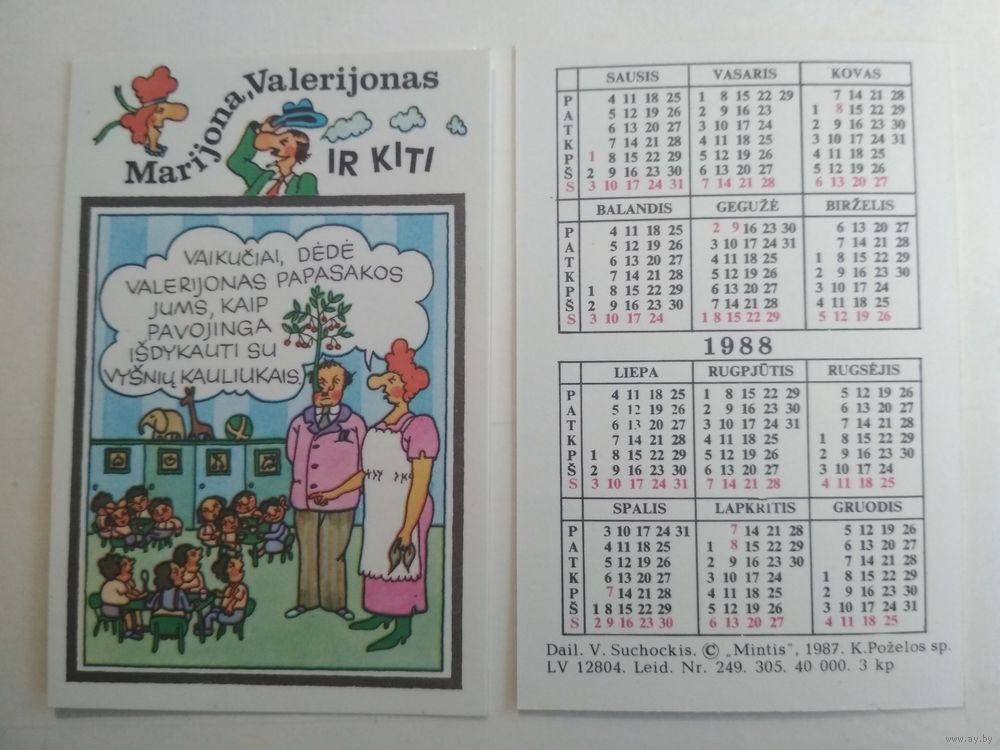 Marijona, Valerijonas
IR KITI
VAIKUČIAI, DĖDĖ
VALERIJONAS PAPASAKOS
JUMS, KAIP
PAVOJINGA
IŠDYKAUTI SU
VYŠNIŲ KAULIUKAIS.
SAUSIS VASARIS KOVAS
P 4 11 18 25 1 8 15 22 29 7 14 21 28
A 5 12 19 26 2 9 16 23 1 8 15 22 29
T 6 13 20 27 3 10 17 24 2 9 16 23 30
K 7 14 21 28 4 11 18 25 3 10 17 24 31
P 1 8 15 22 29 5 12 19 26 4 11 18 25
Š 2 9 16 23 30 6 13 20 27 5 12 19 26
S 3 10 17 24 31 7 14 21 28 6 13 20 27
BALANDIS GEGUŽĖ BIRŽELIS
P 4 11 18 25 2 9 16 23 30 6 13 20 27
A 5 12 19 26 3 10 17 24 31 7 14 21 28
T 6 13 20 27 4 11 18 25 1 8 15 22 29
K 7 14 21 28 5 12 19 26 2 9 16 23 30
P 1 8 15 22 29 6 13 20 27 3 10 17 24
Š 2 9 16 23 30 7 14 21 28 4 11 18 25
S 3 10 17 24 1 8 15 22 29 5 12 19 26
1988
LIEPA RUGPJŪTIS RUGSĖJIS
P 4 11 18 25 1 8 15 22 29 5 12 19 26
A 5 12 19 26 2 9 16 23 30 6 13 20 27
T 6 13 20 27 3 10 17 24 31 7 14 21 28
K 7 14 21 28 4 11 18 25 1 8 15 22 29
P 1 8 15 22 29 5 12 19 26 2 9 16 23 30
Š 2 9 16 23 30 6 13 20 27 3 10 17 24
S 3 10 17 24 31 7 14 21 28 4 11 18 25
SPALIS LAPKRITIS GRUODIS
P 3 10 17 24 31 7 14 21 28 5 12 19 26
A 4 11 18 25 1 8 15 22 29 6 13 20 27
T 5 12 19 26 2 9 16 23 30 7 14 21 28
K 6 13 20 27 3 10 17 24 1 8 15 22 29
P 7 14 21 28 4 11 18 25 2 9 16 23 30
Š 1 8 15 22 29 5 12 19 26 3 10 17 24 31
S 2 9 16 23 30 6 13 20 27 4 11 18 25
Dail. V. Suchockis. © „Mintis", 1987. K.Poželos sp.
LV 12804. Leid. Nr. 249. 305. 40 000. 3 kp
www.ay.by